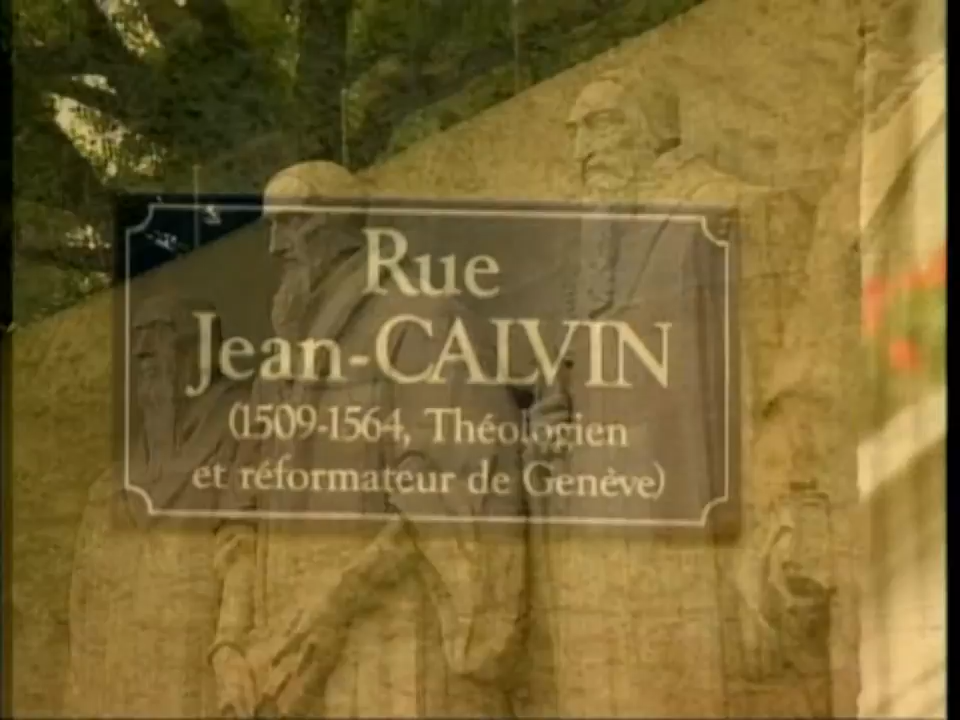 Rue
Jean-CALVIN
(1509-1564, Théologien
et réformateur de Genève)